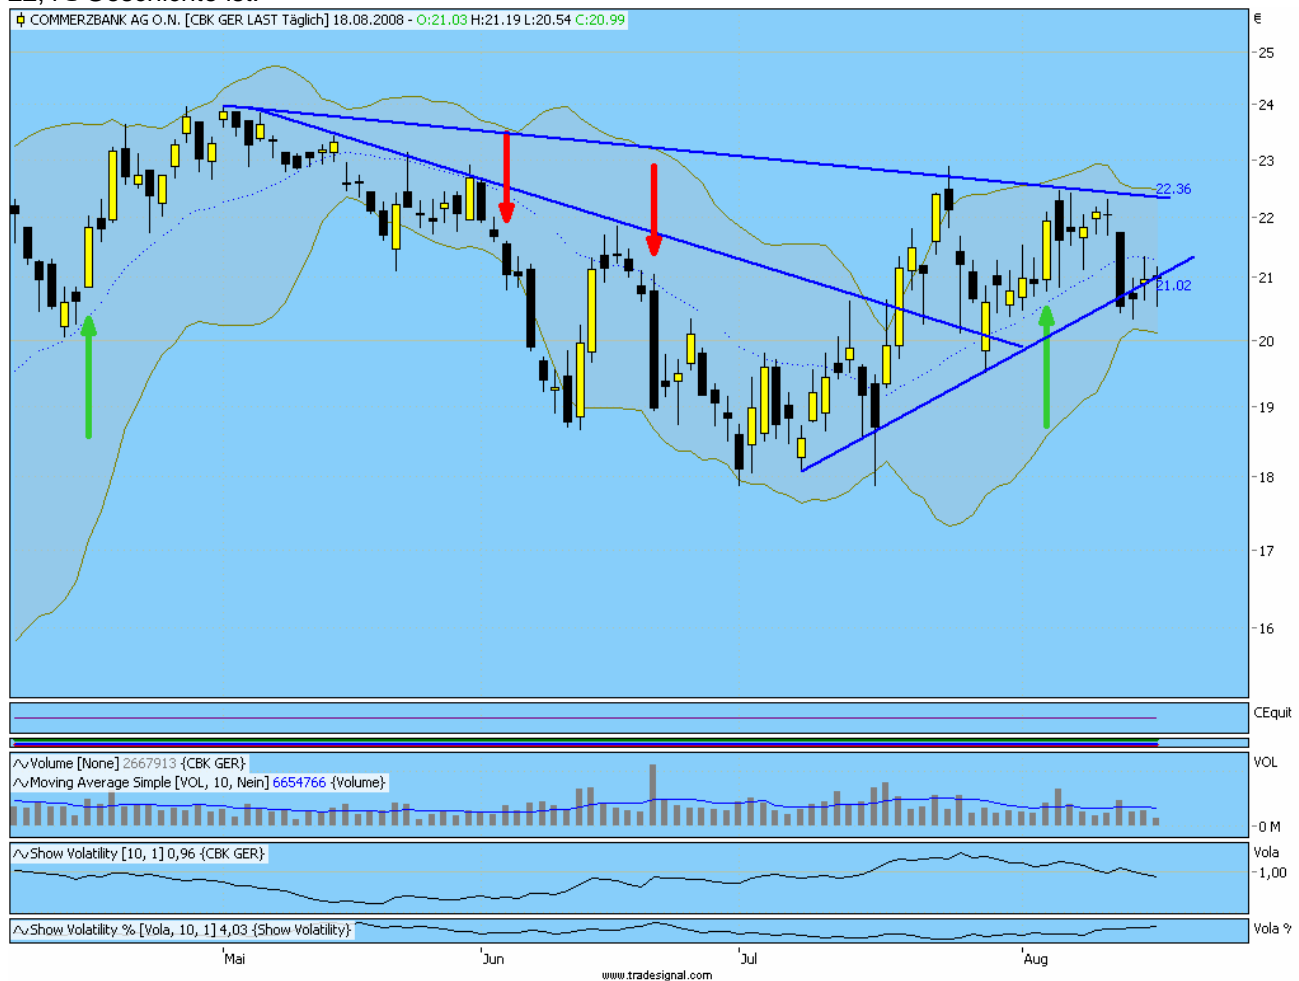 COMMERZBANK AG O.N. [CBK GER LAST Täglich] 18.08.2008 - O:21.03 H:21.19 L:20.54 C:20.99
€
25
24
23
22.36
22
21
21.02
20
19
18
17
16
CEquit
Volume [None] 2667913 {CBK GER}
VOL
Moving Average Simple [VOL, 10, Nein] 6654766 {Volume}
0 M
Show Volatility [10, 1] 0,96 {CBK GER}
Vola
1,00
Show Volatility % [Vola, 10, 1] 4,03 {Show Volatility}
Vola %
Mai Jun Jul Aug
www.tradesignal.com